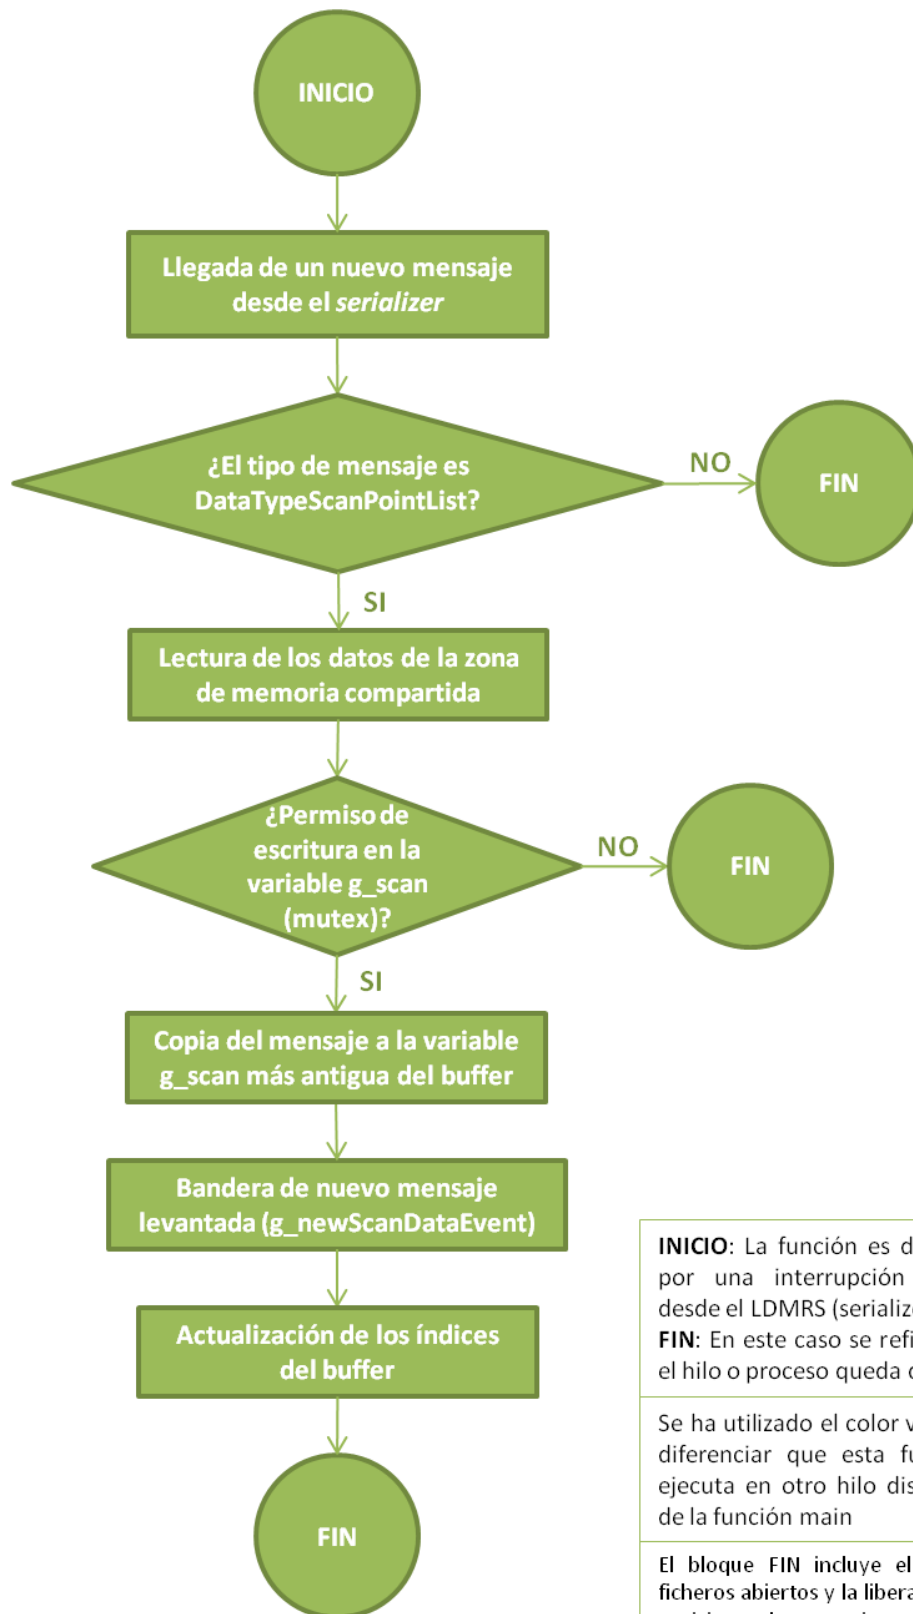 INICIO
Llegada de un nuevo mensaje
desde el serializer
¿El tipo de mensaje es
DataTypeScanPointList?
NO
FIN
SI
Lectura de los datos de la zona
de memoria compartida
¿Permiso de
escritura en la
variable g_scan
(mutex)?
NO
FIN
SI
Copia del mensaje a la variable
g_scan más antigua del buffer
Bandera de nuevo mensaje
levantada (g_newScanDataEvent)
Actualización de los índices
del buffer
FIN
INICIO: La función es
por una interrupción
desde el LDMRS
FIN: En este caso se
el hilo o proceso queda
Se ha utilizado el color
diferenciar que esta
ejecuta en otro hilo
de la función main
El bloque FIN incluye el
ficheros abiertos y la